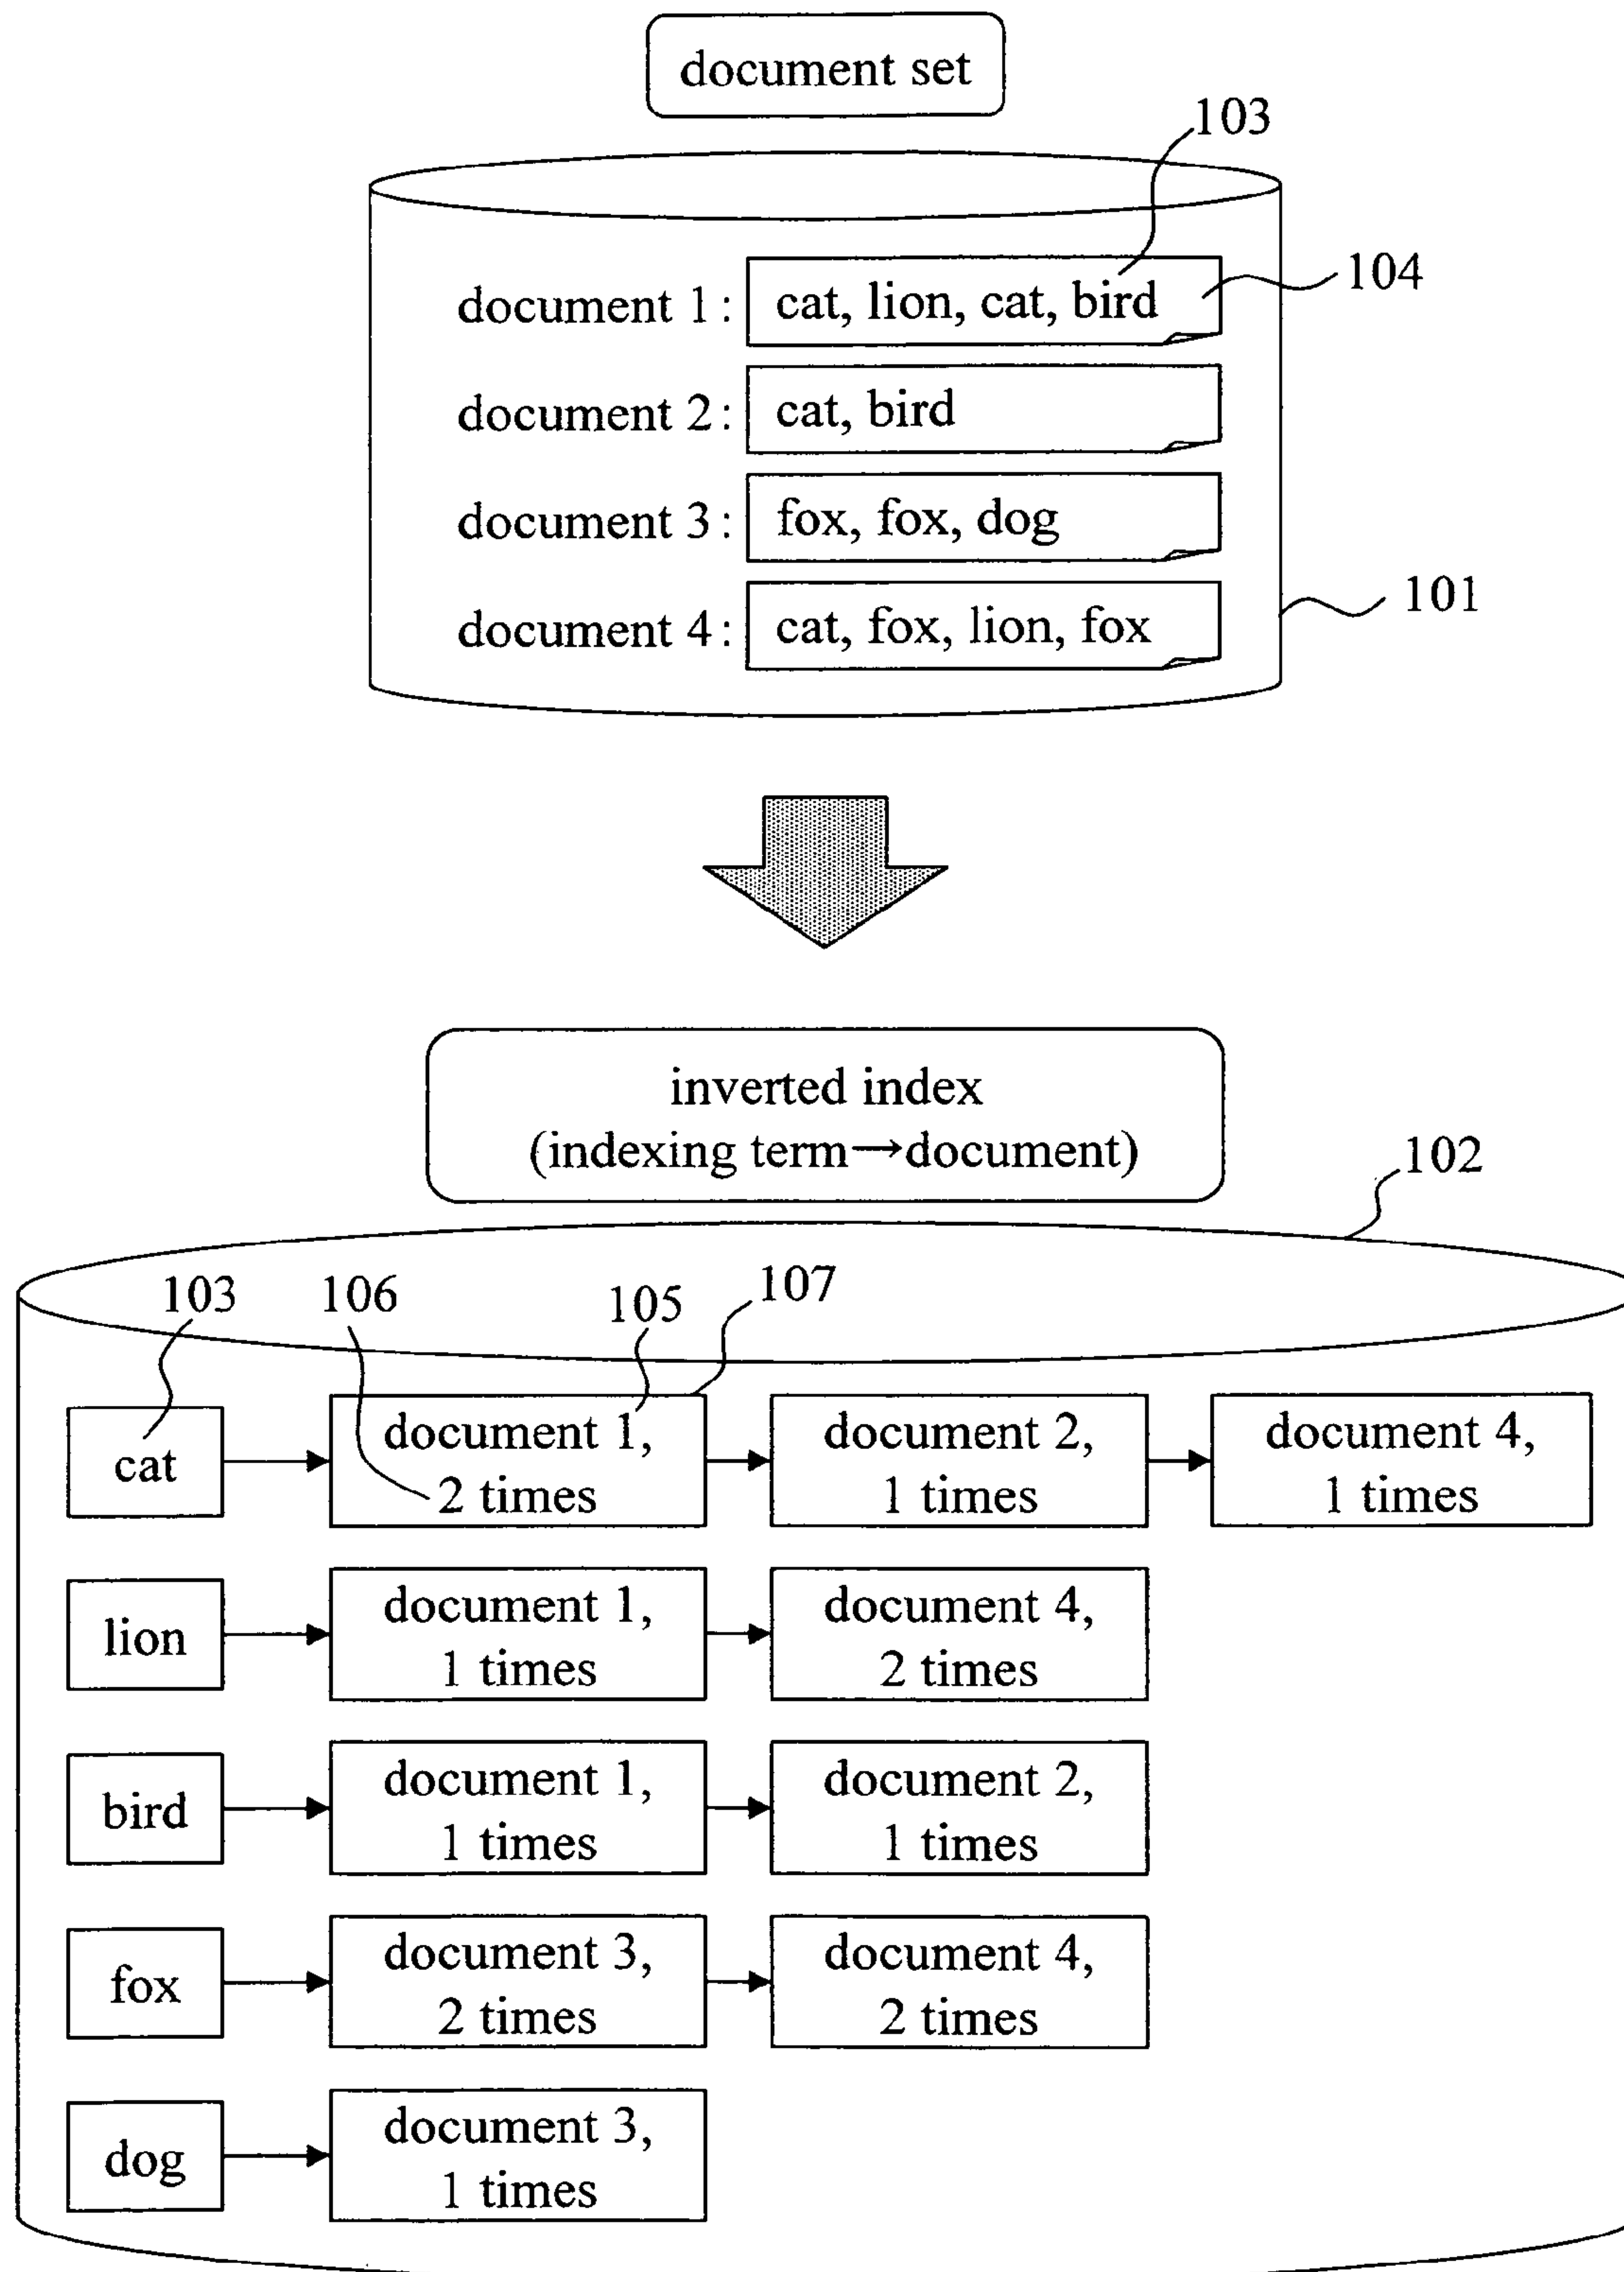 document set
103
document 1: cat, lion, cat, bird
104
document 2: cat, bird
document 3: fox, fox, dog
101
document 4: cat, fox, lion, fox
inverted index
(indexing term→document)
102
103 106 105 107
cat
document 1,
2 times
document 2,
1 times
document 4,
1 times
lion
document 1,
1 times
document 4,
2 times
bird
document 1,
1 times
document 2,
1 times
fox
document 3,
2 times
document 4,
2 times
dog
document 3,
1 times